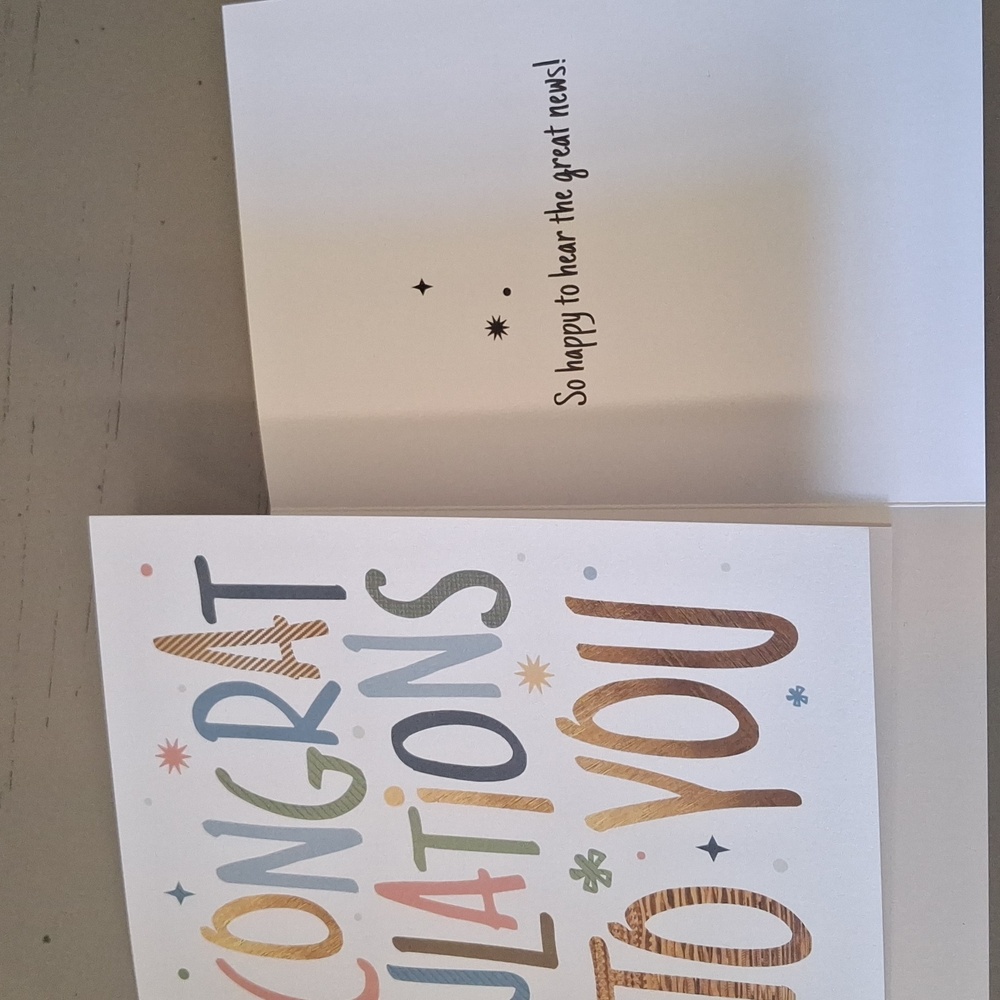 CONGRAT
ULATiONS
TO YOU
So happy to hear the great news!